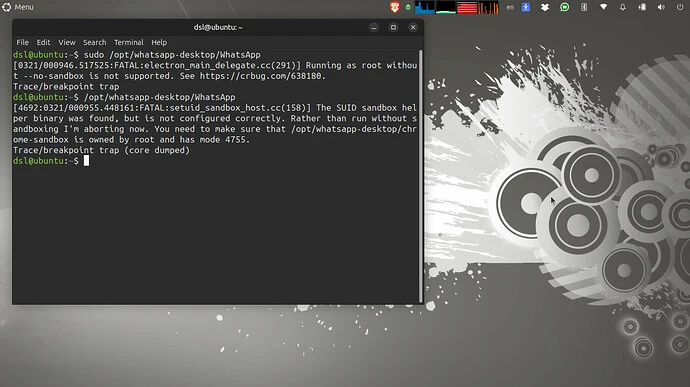 Menu
en
dsl@ubuntu: ~
File Edit View Search Terminal Help
dsl@ubuntu:~$ sudo /opt/whatsapp-desktop/WhatsApp
[0321/000946.517525:FATAL:electron_main_delegate.cc(291)] Running as root withou
t --no-sandbox is not supported. See https://crbug.com/638180.
Trace/breakpoint trap
dsl@ubuntu:~$ /opt/whatsapp-desktop/WhatsApp
[4692:0321/000955.448161:FATAL:setuid_sandbox_host.cc(158)] The SUID sandbox hel
per binary was found, but is not configured correctly. Rather than run without s
andboxing I'm aborting now. You need to make sure that /opt/whatsapp-desktop/chr
ome-sandbox is owned by root and has mode 4755.
Trace/breakpoint trap (core dumped)
dsl@ubuntu:~$